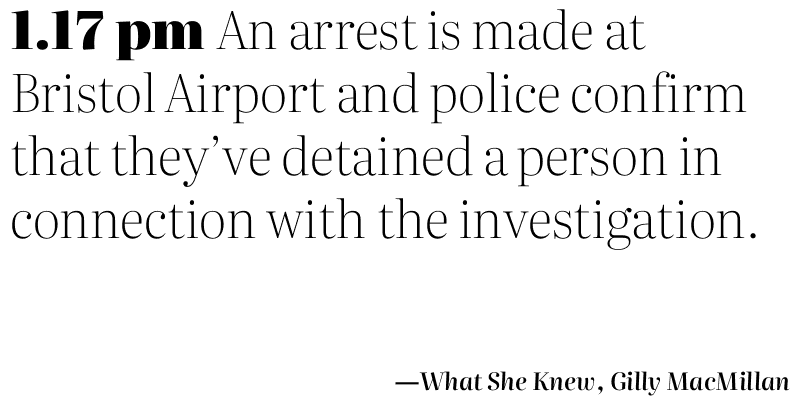 1.17 pm An arrest is made at
Bristol Airport and police confirm
that they’ve detained a person in
connection with the investigation.
—What She Knew, Gilly MacMillan